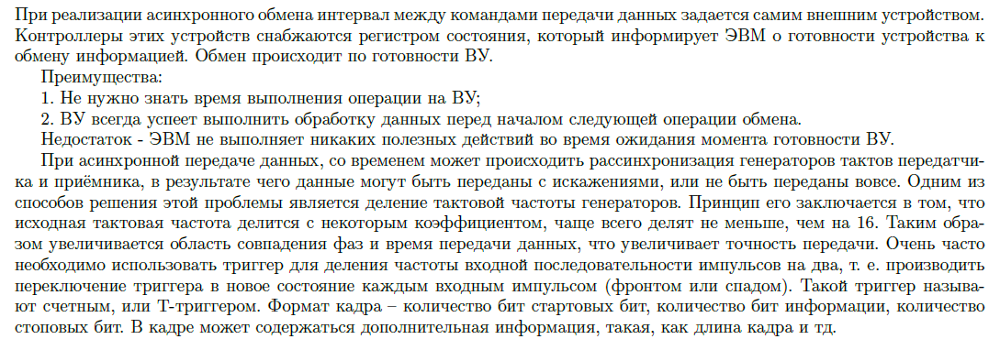 При реализации асинхронного обмена интервал между командами передачи данных задается самим внешним устройством.
Контроллеры этих устройств снабжаются регистром состояния, который информирует ЭВМ о готовности устройства к
обмену информацией. Обмен происходит по готовности ВУ.
Преимущества:
1. Не нужно знать время выполнения операции на ВУ;
2. ВУ всегда успеет выполнить обработку данных перед началом следующей операции обмена.
Недостаток - ЭВМ не выполняет никаких полезных действий во время ожидания момента готовности ВУ.
При асинхронной передаче данных, со временем может происходить рассинхронизация генераторов тактов передатчи-
ка и приёмника, в результате чего данные могут быть переданы с искажениями, или не быть переданы вовсе. Одним из
способов решения этой проблемы является деление тактовой частоты генераторов. Принцип его заключается в том, что
исходная тактовая частота делится с некоторым коэффициентом, чаще всего делят не меньше, чем на 16. Таким обра-
зом увеличивается область совпадения фаз и время передачи данных, что увеличивает точность передачи. Очень часто
необходимо использовать триггер для деления частоты входной последовательности импульсов на два, т. е. производить
переключение триггера в новое состояние каждым входным импульсом (фронтом или спадом). Такой триггер называ-
ют счетным, или Т-триггером. Формат кадра – количество бит стартовых бит, количество бит информации, количество
стоповых бит. В кадре может содержаться дополнительная информация, такая, как длина кадра и тд.